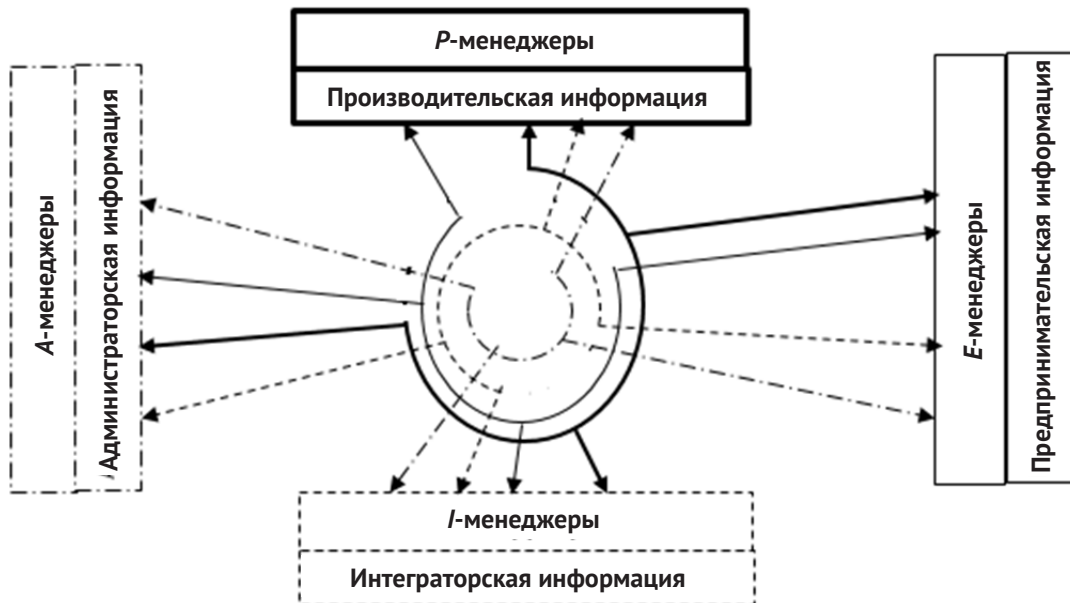 P-менеджеры
Производительская информация
A-менеджеры
Администраторская информация
E-менеджеры
Предпринимательская информация
I-менеджеры
Интеграторская информация